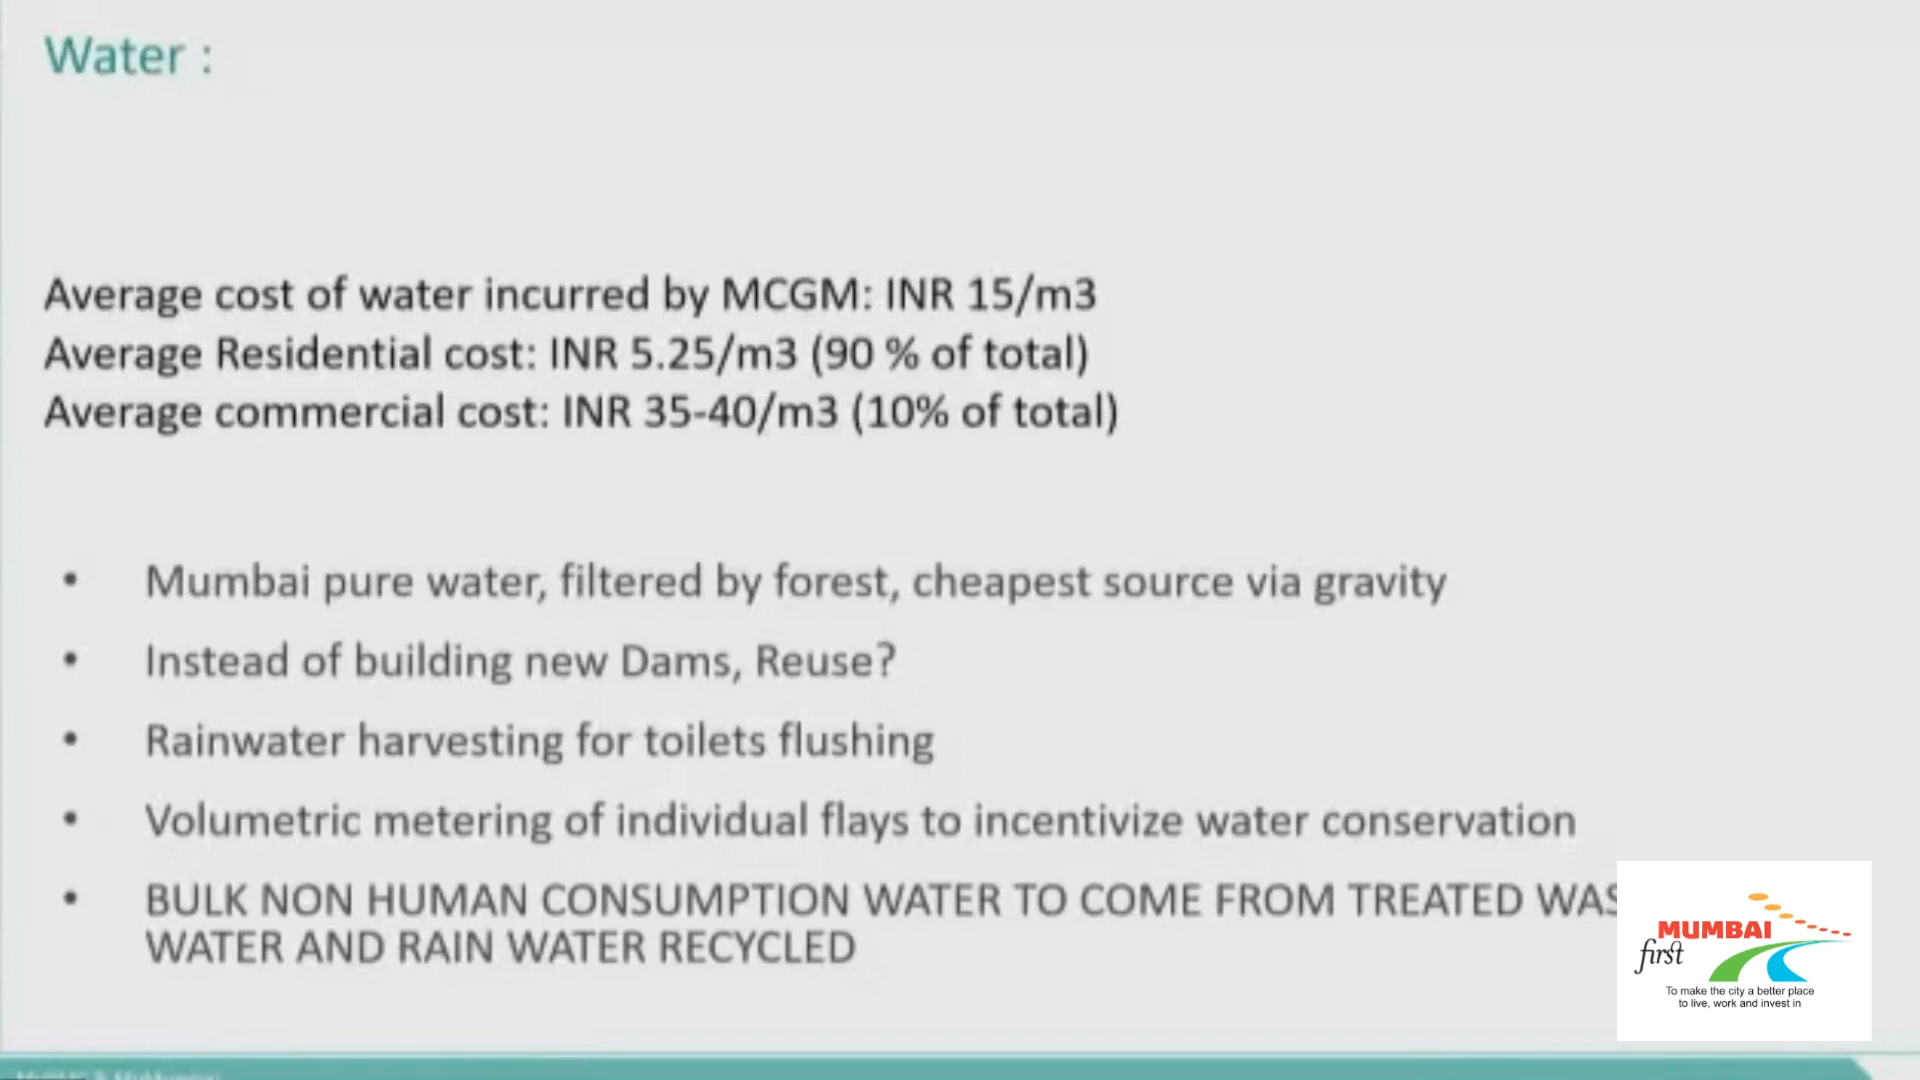 Water :
Average cost of water incurred by MCGM: INR 15/m3
Average Residential cost: INR 5.25/m3 (90 % of total)
Average commercial cost: INR 35-40/m3 (10% of total)
• Mumbai pure water, filtered by forest, cheapest source via gravity
• Instead of building new Dams, Reuse?
• Rainwater harvesting for toilets flushing
• Volumetric metering of individual flays to incentivize water conservation
• BULK NON HUMAN CONSUMPTION WATER TO COME FROM TREATED WAS
WATER AND RAIN WATER RECYCLED
MUMBAI
first
To make the city a better place
to live, work and invest in